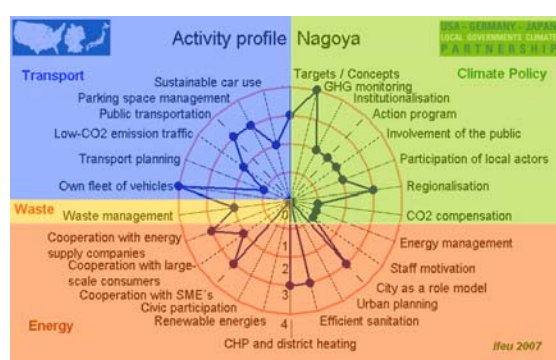 Activity profile
Nagoya
USA - GERMANY - JAPAN
LOCAL GOVERNMENTS CLIMATE
PARTNERSHIP
Transport
Climate Policy
Sustainable car use
Parking space management
Public transportation
Low-CO2 emission traffic
Transport planning
Own fleet of vehicles
Targets / Concepts
GHG monitoring
Institutionalisation
Action program
Involvement of the public
Participation of local actors
Regionalisation
CO2 compensation
Waste
Waste management
Cooperation with energy
supply companies
Cooperation with large-
scale consumers
Cooperation with SME´s
Civic participation
Renewable energies
CHP and district heating
Energy management
Staff motivation
City as a role model
Urban planning
Efficient sanitation
0
1
2
3
4
Energy
ifeu 2007